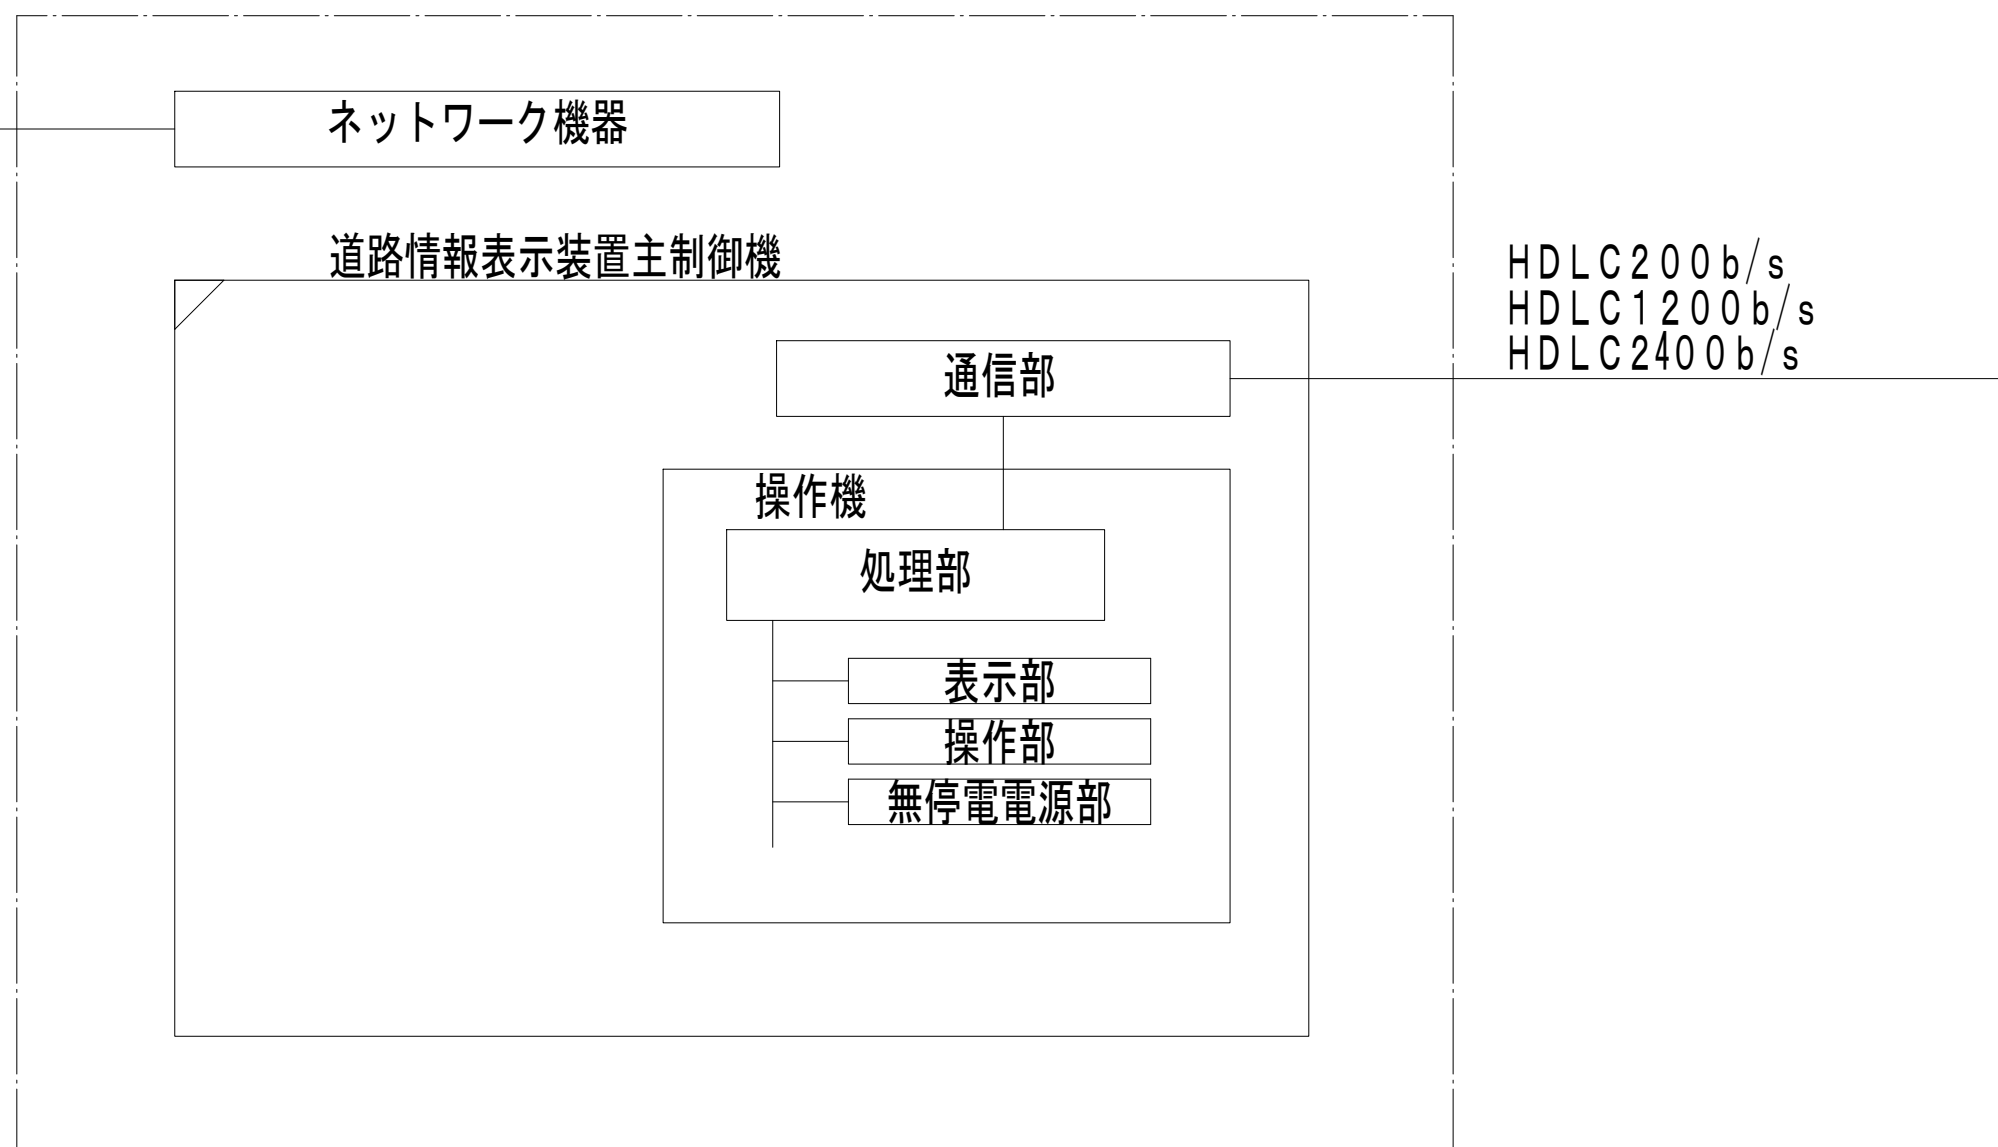 ネットワーク機器
道路情報表示装置主制御機
HDLC200b/s
HDLC1200b/s
HDLC2400b/s
通信部
操作機
処理部
表示部
操作部
無停電電源部